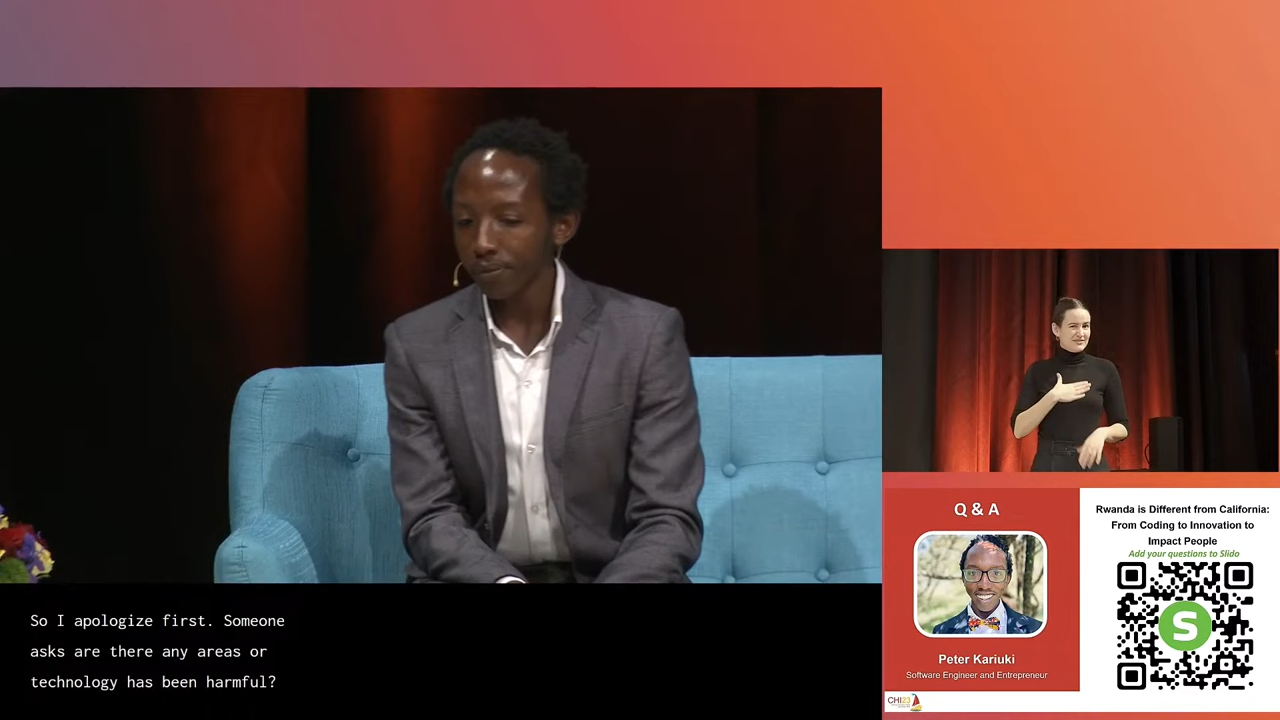 So I apologize first. Someone
asks are there any areas or
technology has been harmful?
Q & A
Peter Kariuki
Software Engineer and Entrepreneur
Rwanda is Different from California:
From Coding to Innovation to
Impact People
Add your questions to Slido
S
CHI23